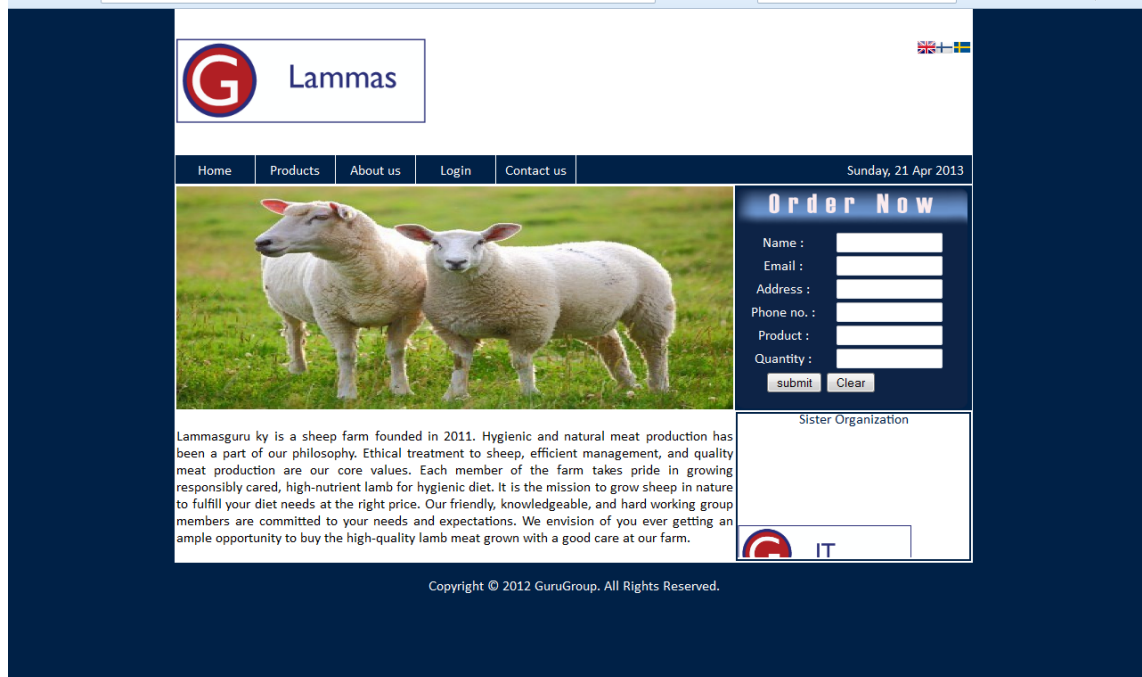 G Lammas
Home Products About us Login Contact us Sunday, 21 Apr 2013
Order Now
Name :
Email :
Address :
Phone no. :
Product :
Quantity :
submit Clear
Lammasguru ky is a sheep farm founded in 2011. Hygienic and natural meat production has
been a part of our philosophy. Ethical treatment to sheep, efficient management, and quality
meat production are our core values. Each member of the farm takes pride in growing
responsibly cared, high-nutrient lamb for hygienic diet. It is the mission to grow sheep in nature
to fulfill your diet needs at the right price. Our friendly, knowledgeable, and hard working group
members are committed to your needs and expectations. We envision of you ever getting an
ample opportunity to buy the high-quality lamb meat grown with a good care at our farm.
Sister Organization
G IT
Copyright © 2012 GuruGroup. All Rights Reserved.